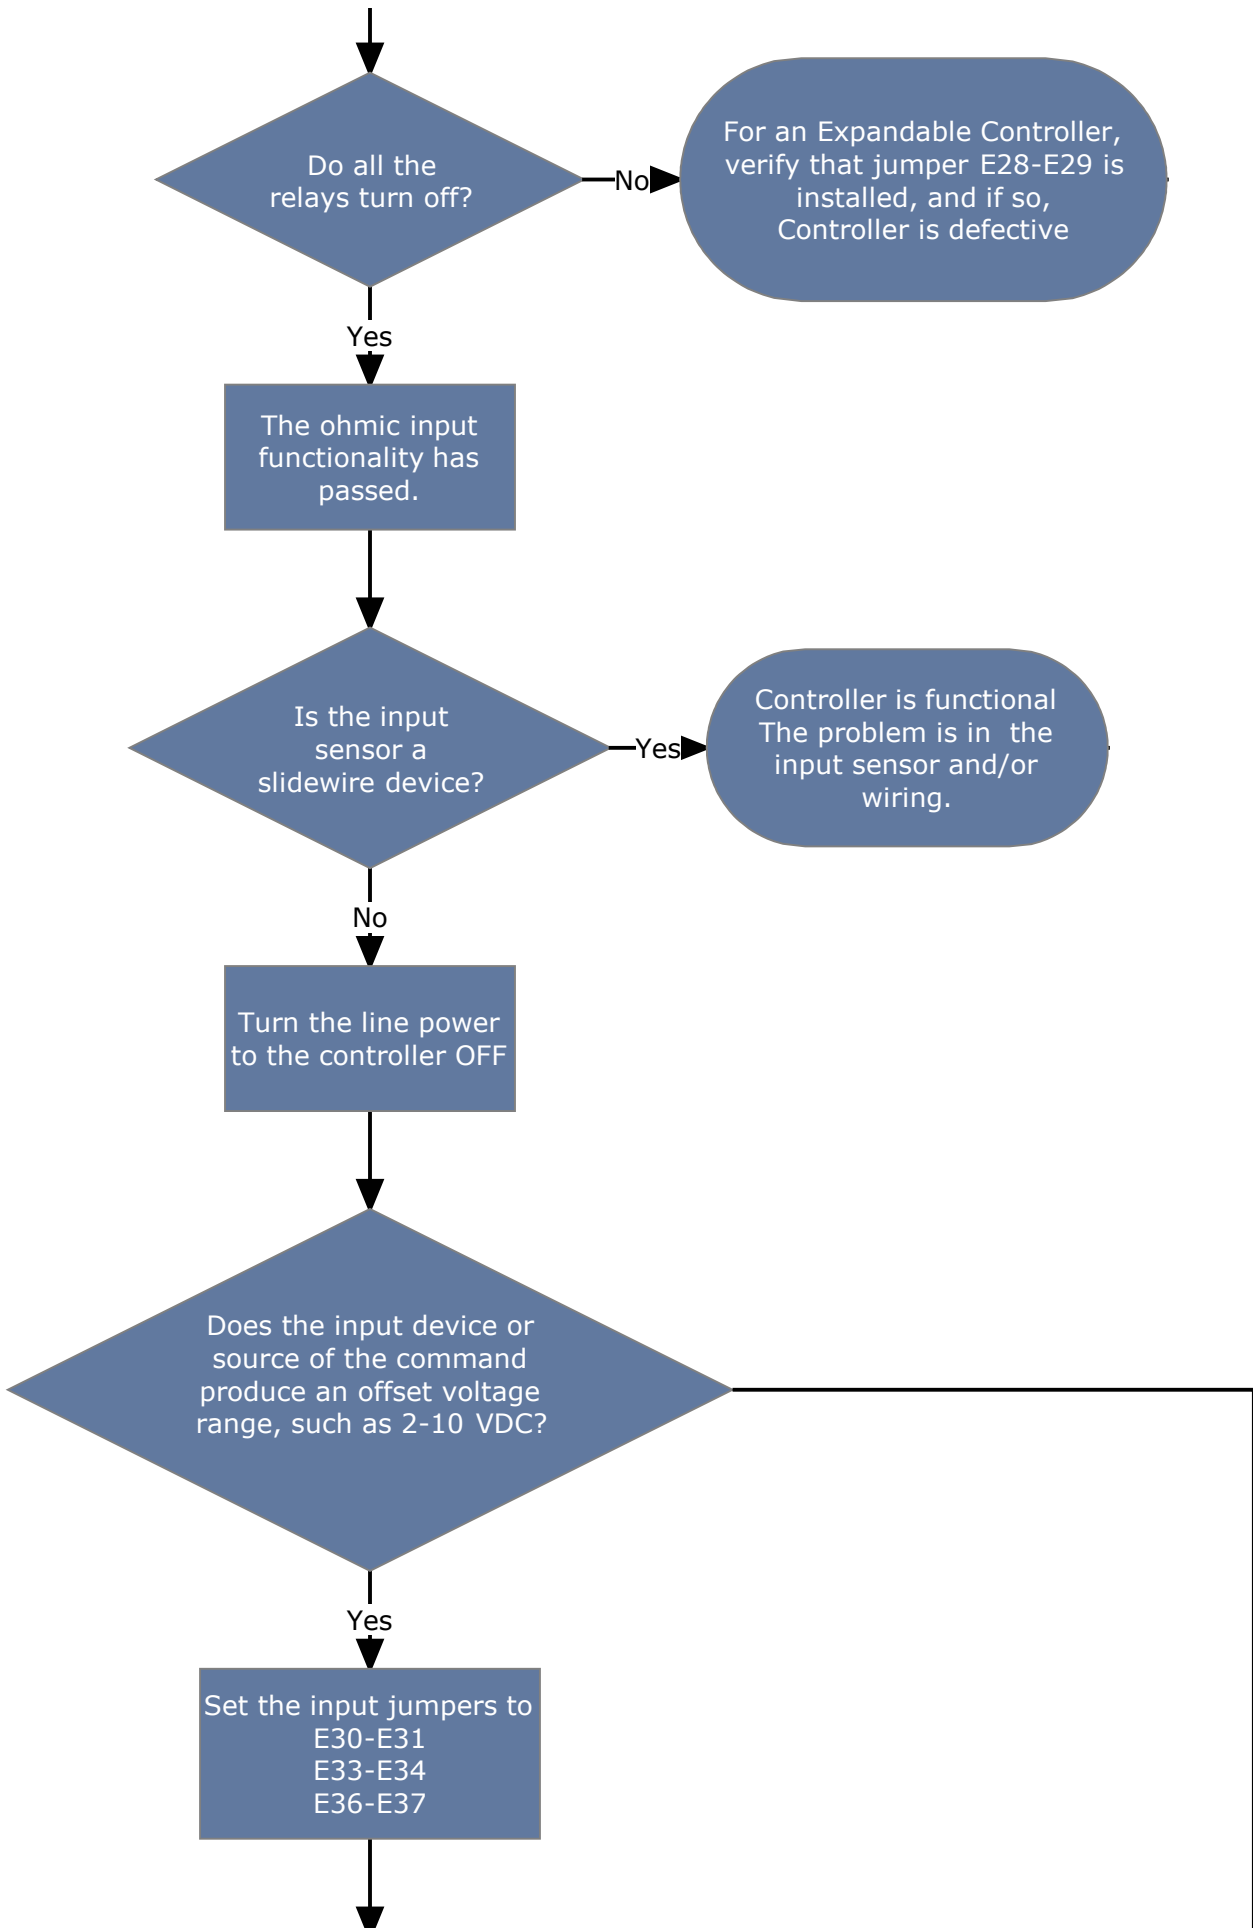 Do all the
relays turn off?
No
For an Expandable Controller,
verify that jumper E28-E29 is
installed, and if so,
Controller is defective
Yes
The ohmic input
functionality has
passed.
Is the input
sensor a
slidewire device?
Yes
Controller is functional
The problem is in the
input sensor and/or
wiring.
No
Turn the line power
to the controller OFF
Does the input device or
source of the command
produce an offset voltage
range, such as 2-10 VDC?
Yes
Set the input jumpers to
E30-E31
E33-E34
E36-E37